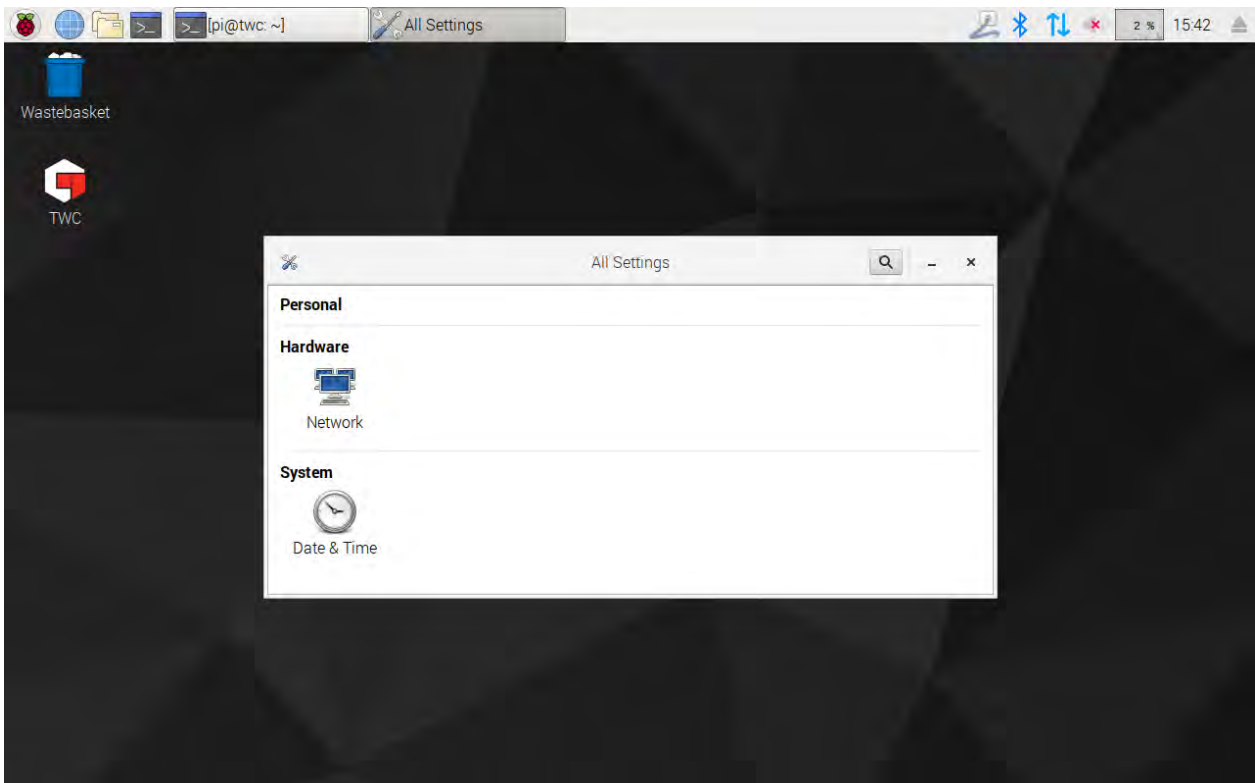 [pi@twc: ~]
All Settings
2 %
15:42
Wastebasket
TWC
All Settings
Personal
Hardware
Network
System
Date & Time